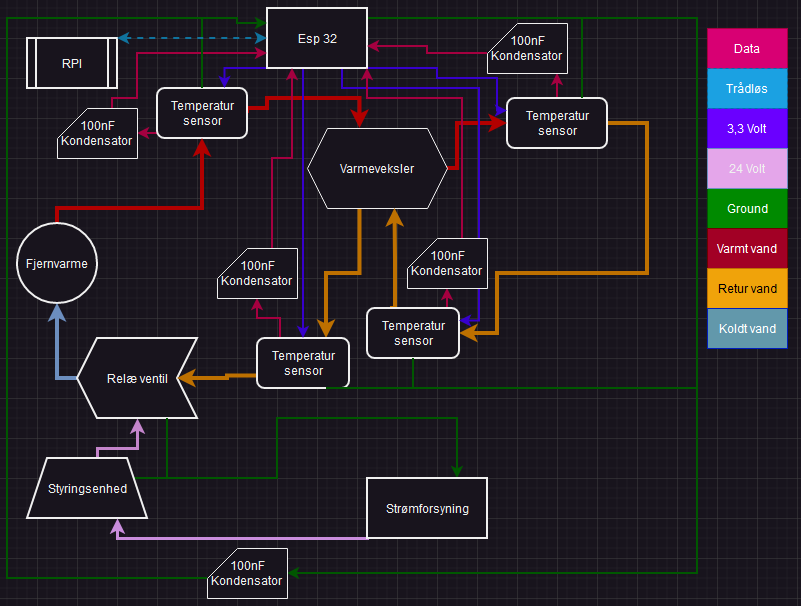 Esp 32
RPI
100nF
Kondensator
Temperatur
sensor
100nF
Kondensator
Temperatur
sensor
Varmeveksler
Fjernvarme
100nF
Kondensator
100nF
Kondensator
Temperatur
sensor
Temperatur
sensor
Relæ ventil
Styringsenhed
Strømforsyning
100nF
Kondensator
Data
Trådløs
3,3 Volt
24 Volt
Ground
Varmt vand
Retur vand
Koldt vand